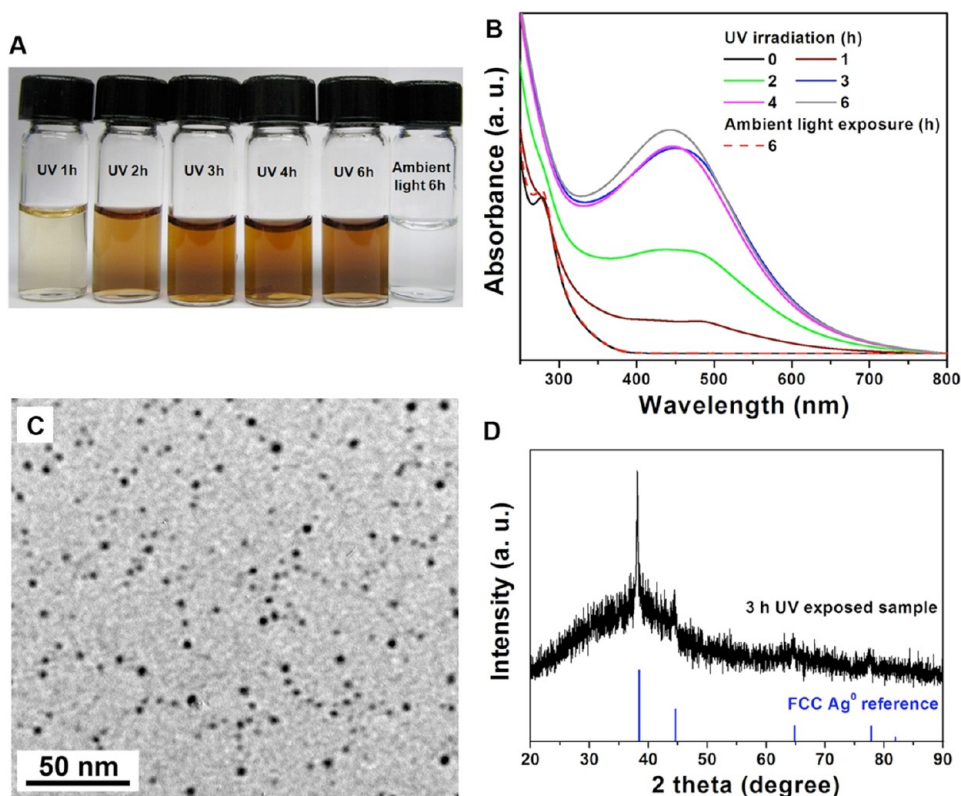 A
UV 1h
UV 2h
UV 3h
UV 4h
UV 6h
Ambient
light 6h
B
Absorbance (a. u.)
UV irradiation (h)
0
1
2
3
4
6
Ambient light exposure (h)
6
300
400
500
600
700
800
Wavelength (nm)
C
50 nm
D
Intensity (a. u.)
3 h UV exposed sample
FCC Ag⁰ reference
20
30
40
50
60
70
80
90
2 theta (degree)